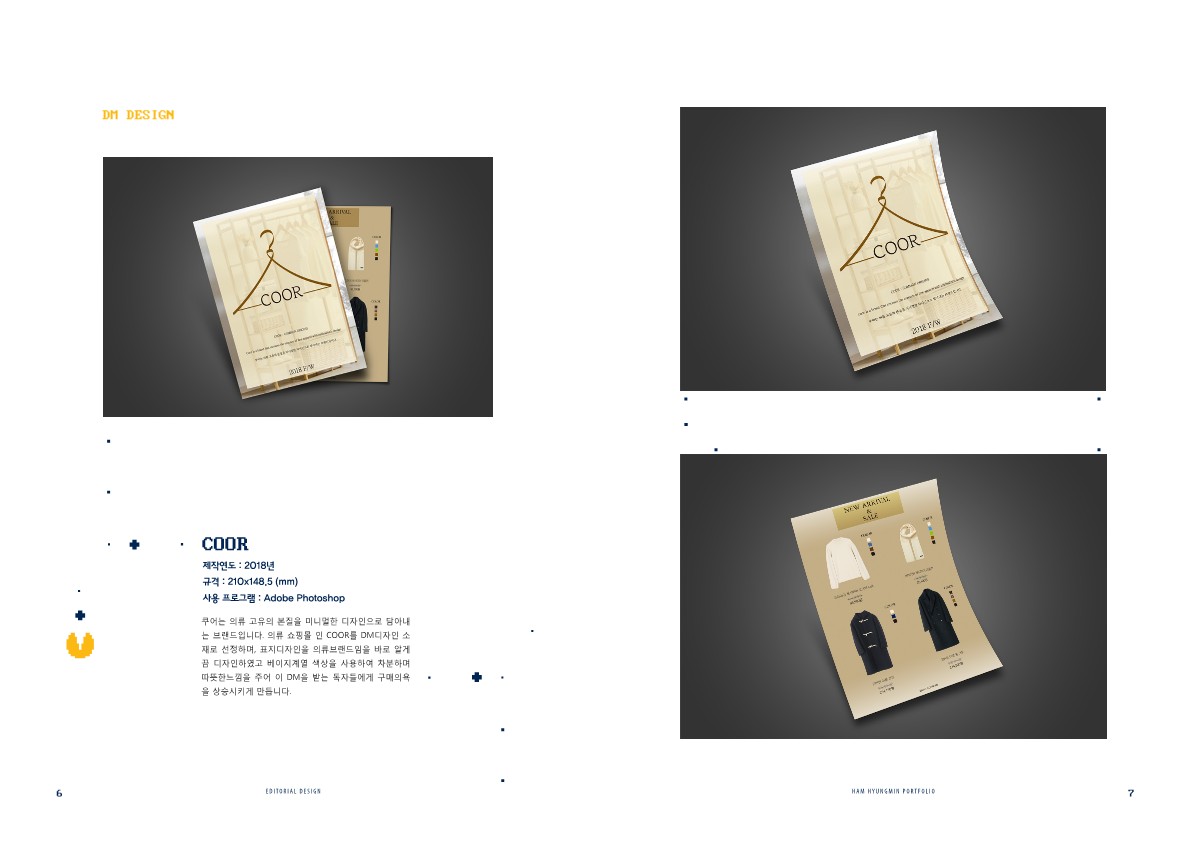 DM DESIGN
ARRIVAL
&
SALE
COLOR
COOR
COLOR
2018 F/W
COOR
제작연도 : 2018년
규격 : 210x148,5 (mm)
사용 프로그램 : Adobe Photoshop
쿠어는 의류 고유의 본질을 미니멀한 디자인으로 담아내
는 브랜드입니다. 의류 쇼핑몰 인 COOR를 DM디자인 소
재로 선정하며, 표지디자인을 의류브랜드임을 바로 알게
끔 디자인하였고 베이지계열 색상을 사용하여 차분하며
따뜻한느낌을 주어 이 DM을 받는 독자들에게 구매의욕
을 상승시키게 만듭니다.
6
EDITORIAL DESIGN
COOR
2018 F/W
NEW ARRIVAL
&
SALE
COLOR
COLOR
COLOR
COLOR
HAM HYUNGMIN PORTFOLIO
7